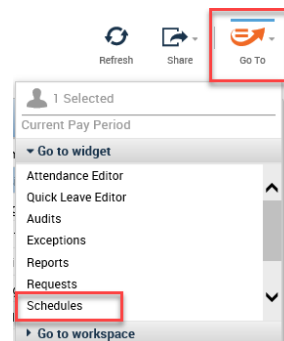 Refresh Share Go To
1 Selected
Current Pay Period
Go to widget
Attendance Editor
Quick Leave Editor
Audits
Exceptions
Reports
Requests
Schedules
Go to workspace